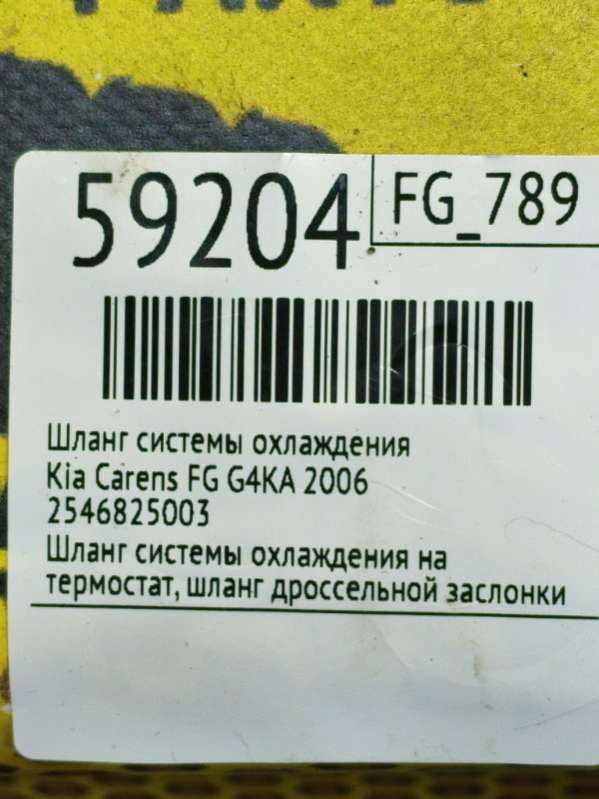 59204
FG_789
Шланг системы охлаждения
Kia Carens FG G4KA 2006
2546825003
Шланг системы охлаждения на
термостат, шланг дроссельной заслонки